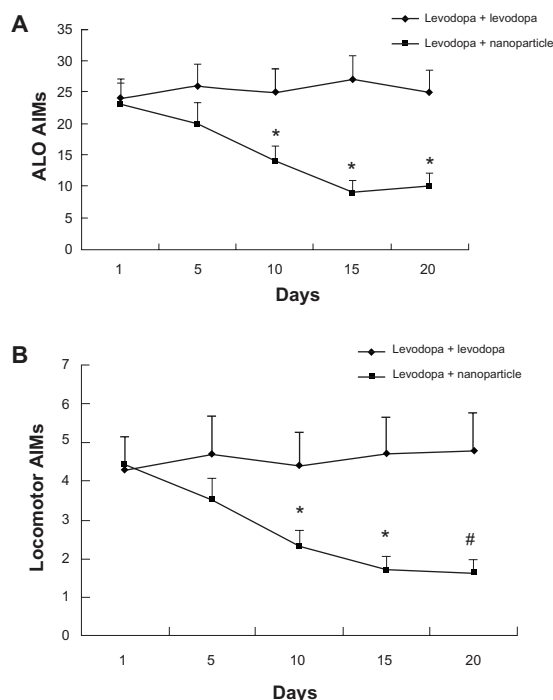 A
Levodopa + levodopa
Levodopa + nanoparticle
35
30
25
20
15
10
5
0
ALO AIMs
* * *
1 5 10 15 20
Days
B
Levodopa + levodopa
Levodopa + nanoparticle
7
6
5
4
3
2
1
0
Locomotor AIMs
* * #
1 5 10 15 20
Days